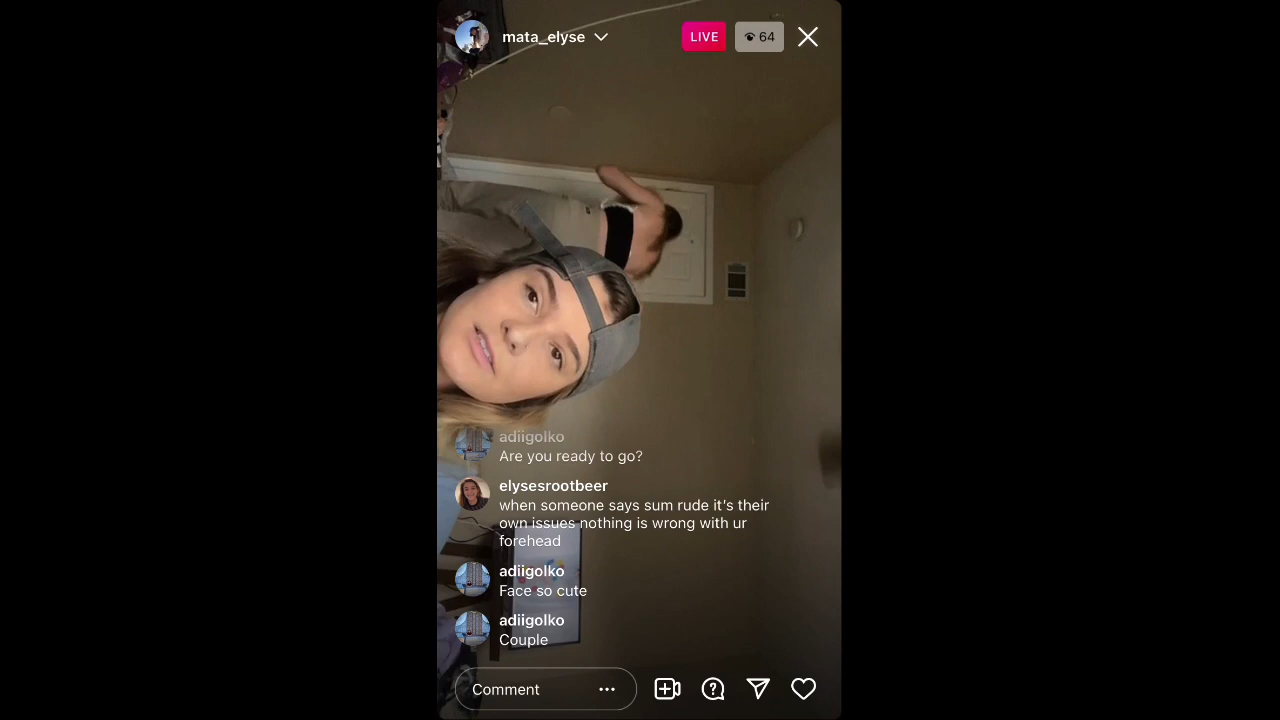 mata_elyse
LIVE
64
adiigolko
Are you ready to go?
elysesrootbeer
when someone says sum rude it's their
own issues nothing is wrong with ur
forehead
adiigolko
Face so cute
adiigolko
Couple
Comment